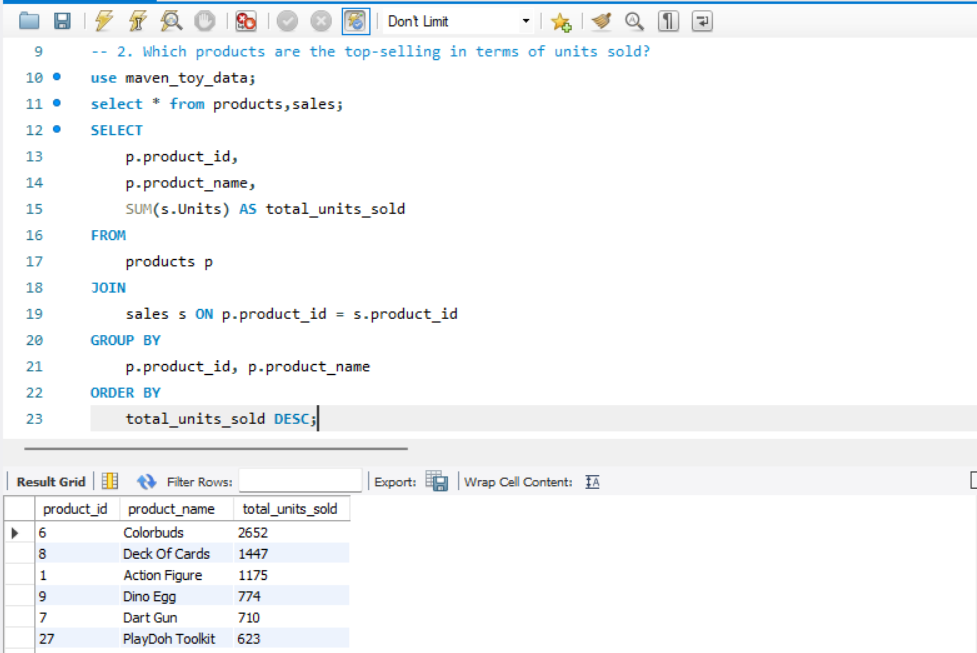 Don't Limit
9 -- 2. Which products are the top-selling in terms of units sold?
10 use maven_toy_data;
11 select * from products,sales;
12 SELECT
13 p.product_id,
14 p.product_name,
15 SUM(s.Units) AS total_units_sold
16 FROM
17 products p
18 JOIN
19 sales s ON p.product_id = s.product_id
20 GROUP BY
21 p.product_id, p.product_name
22 ORDER BY
23 total_units_sold DESC;
Result Grid Filter Rows: Export: Wrap Cell Content:
product_id product_name total_units_sold
6 Colorbuds 2652
8 Deck Of Cards 1447
1 Action Figure 1175
9 Dino Egg 774
7 Dart Gun 710
27 PlayDoh Toolkit 623